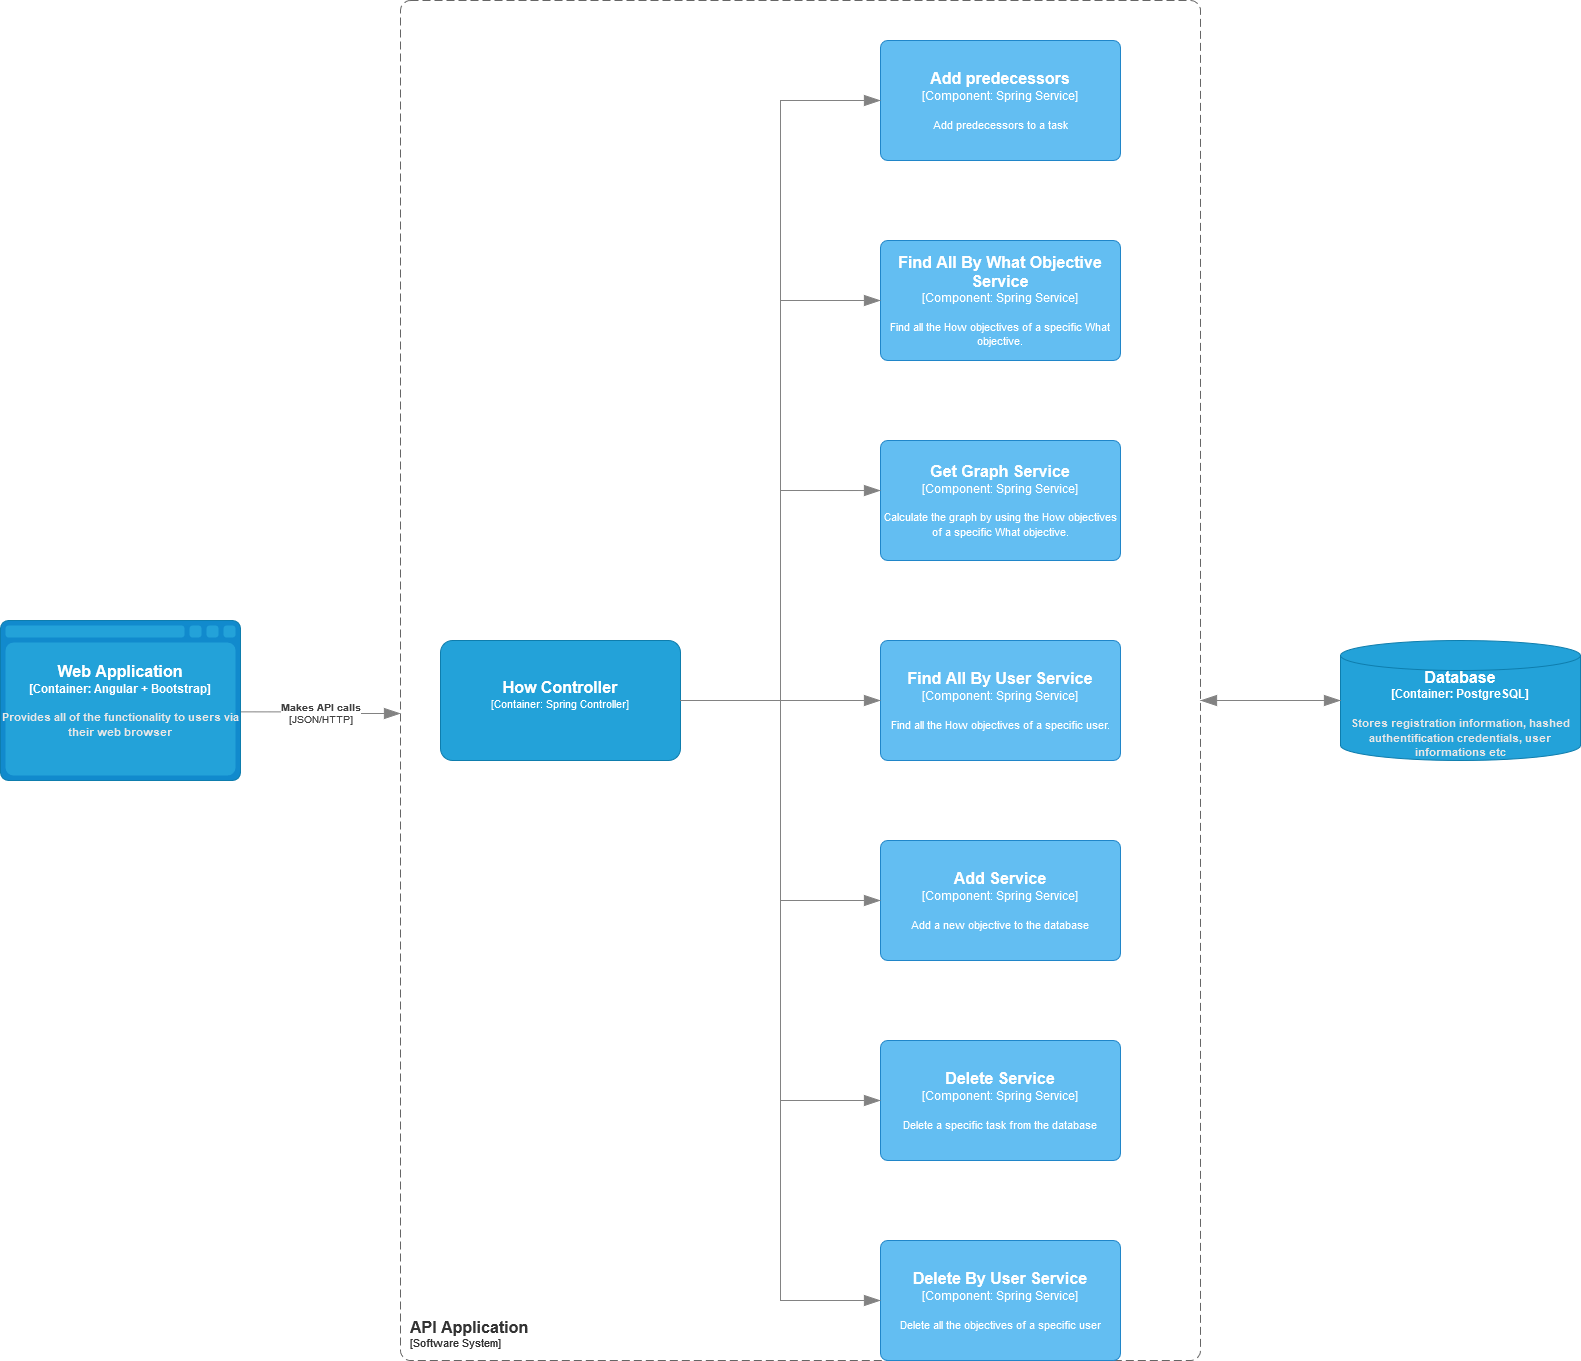 Add predecessors
[Component: Spring Service]
Add predecessors to a task
Find All By What Objective
Service
[Component: Spring Service]
Find all the How objectives of a specific What
objective.
Get Graph Service
[Component: Spring Service]
Calculate the graph by using the How objectives
of a specific What objective.
Web Application
[Container: Angular + Bootstrap]
Provides all of the functionality to users via
their web browser
Makes API calls
[JSON/HTTP]
How Controller
[Container: Spring Controller]
Find All By User Service
[Component: Spring Service]
Find all the How objectives of a specific user.
Database
[Container: PostgreSQL]
Stores registration information, hashed
authentification credentials, user
informations etc
Add Service
[Component: Spring Service]
Add a new objective to the database
Delete Service
[Component: Spring Service]
Delete a specific task from the database
Delete By User Service
[Component: Spring Service]
Delete all the objectives of a specific user
API Application
[Software System]